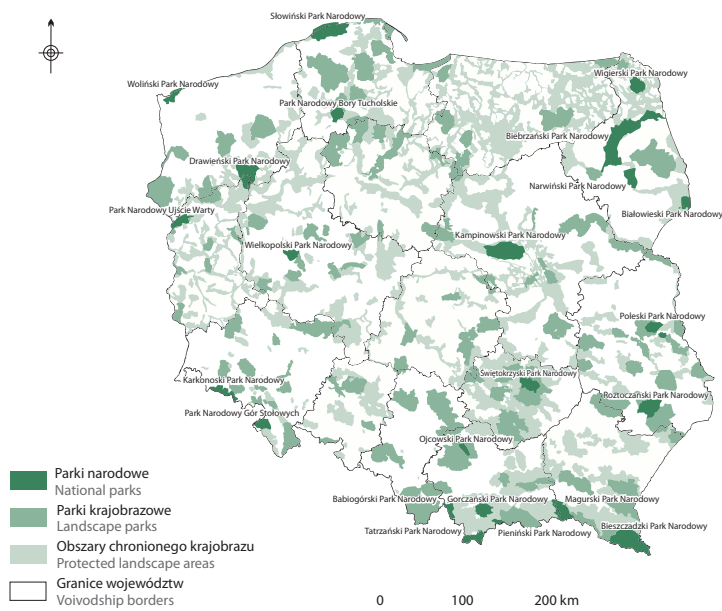 Słowiński Park Narodowy
Wigierski Park Narodowy
Woliński Park Narodowy
Park Narodowy Bory Tucholskie
Biebrzański Park Narodowy
Drawieński Park Narodowy
Narwiński Park Narodowy
Park Narodowy Ujście Warty
Białowieski Park Narodowy
Kampinowski Park Narodowy
Wielkopolski Park Narodowy
Poleski Park Narodowy
Świętokrzyski Park Narodowy
Karkonoski Park Narodowy
Roztoczański Park Narodowy
Park Narodowy Gór Stołowych
Ojcowski Park Narodowy
Babiogórski Park Narodowy
Gorczański Park Narodowy
Magurski Park Narodowy
Tatrzański Park Narodowy
Pieniński Park Narodowy
Bieszczadzki Park Narodowy
Parki narodowe
National parks
Parki krajobrazowe
Landscape parks
Obszary chronionego krajobrazu
Protected landscape areas
Granice województw
Voivodship borders
0 100 200 km